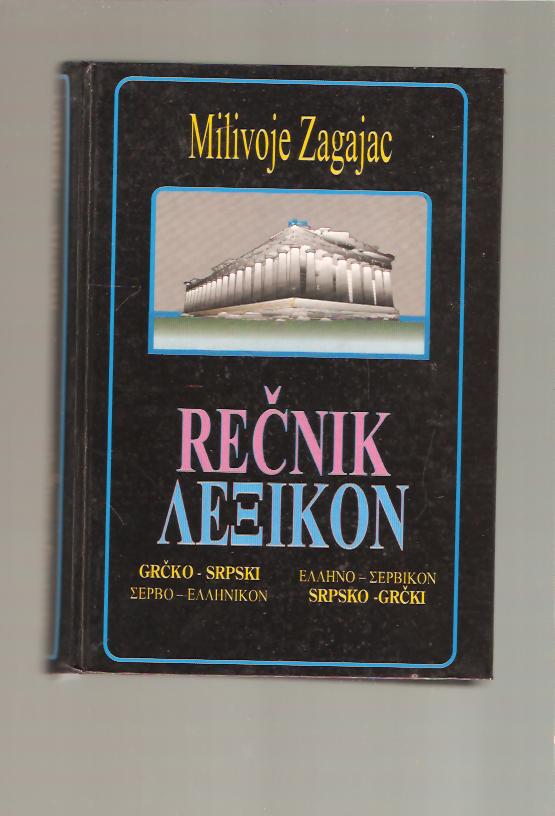 Milivoje Zagajac
REČNIK
ΛΕΞΙΚΟΝ
GRČKO - SRPSKI
ΣΕΡΒΟ – ΕΛΛΗΝΙΚΟΝ
ΕΛΛΗΝΟ – ΣΕΡΒΙΚΟΝ
SRPSKO -GRČKI